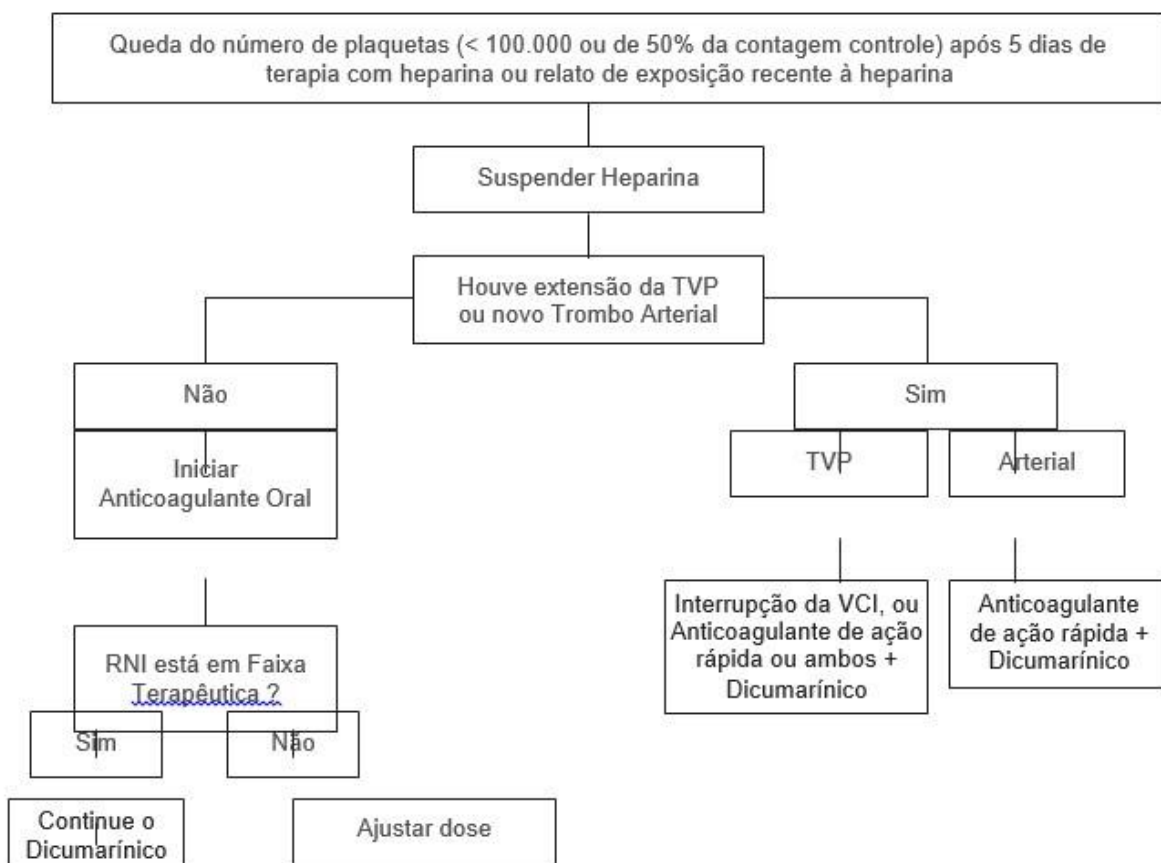 Queda do número de plaquetas (< 100.000 ou de 50% da contagem controle) após 5 dias de
terapia com heparina ou relato de exposição recente à heparina
Suspender Heparina
Houve extensão da TVP
ou novo Trombo Arterial
Não
Sim
Iniciar
Anticoagulante Oral
TVP
Arterial
Interrupção da VCI, ou
Anticoagulante de ação
rápida ou ambos +
Dicumarínico
Anticoagulante
de ação rápida +
Dicumarínico
RNI está em Faixa
Terapêutica ?
Sim
Não
Continue o
Dicumarínico
Ajustar dose